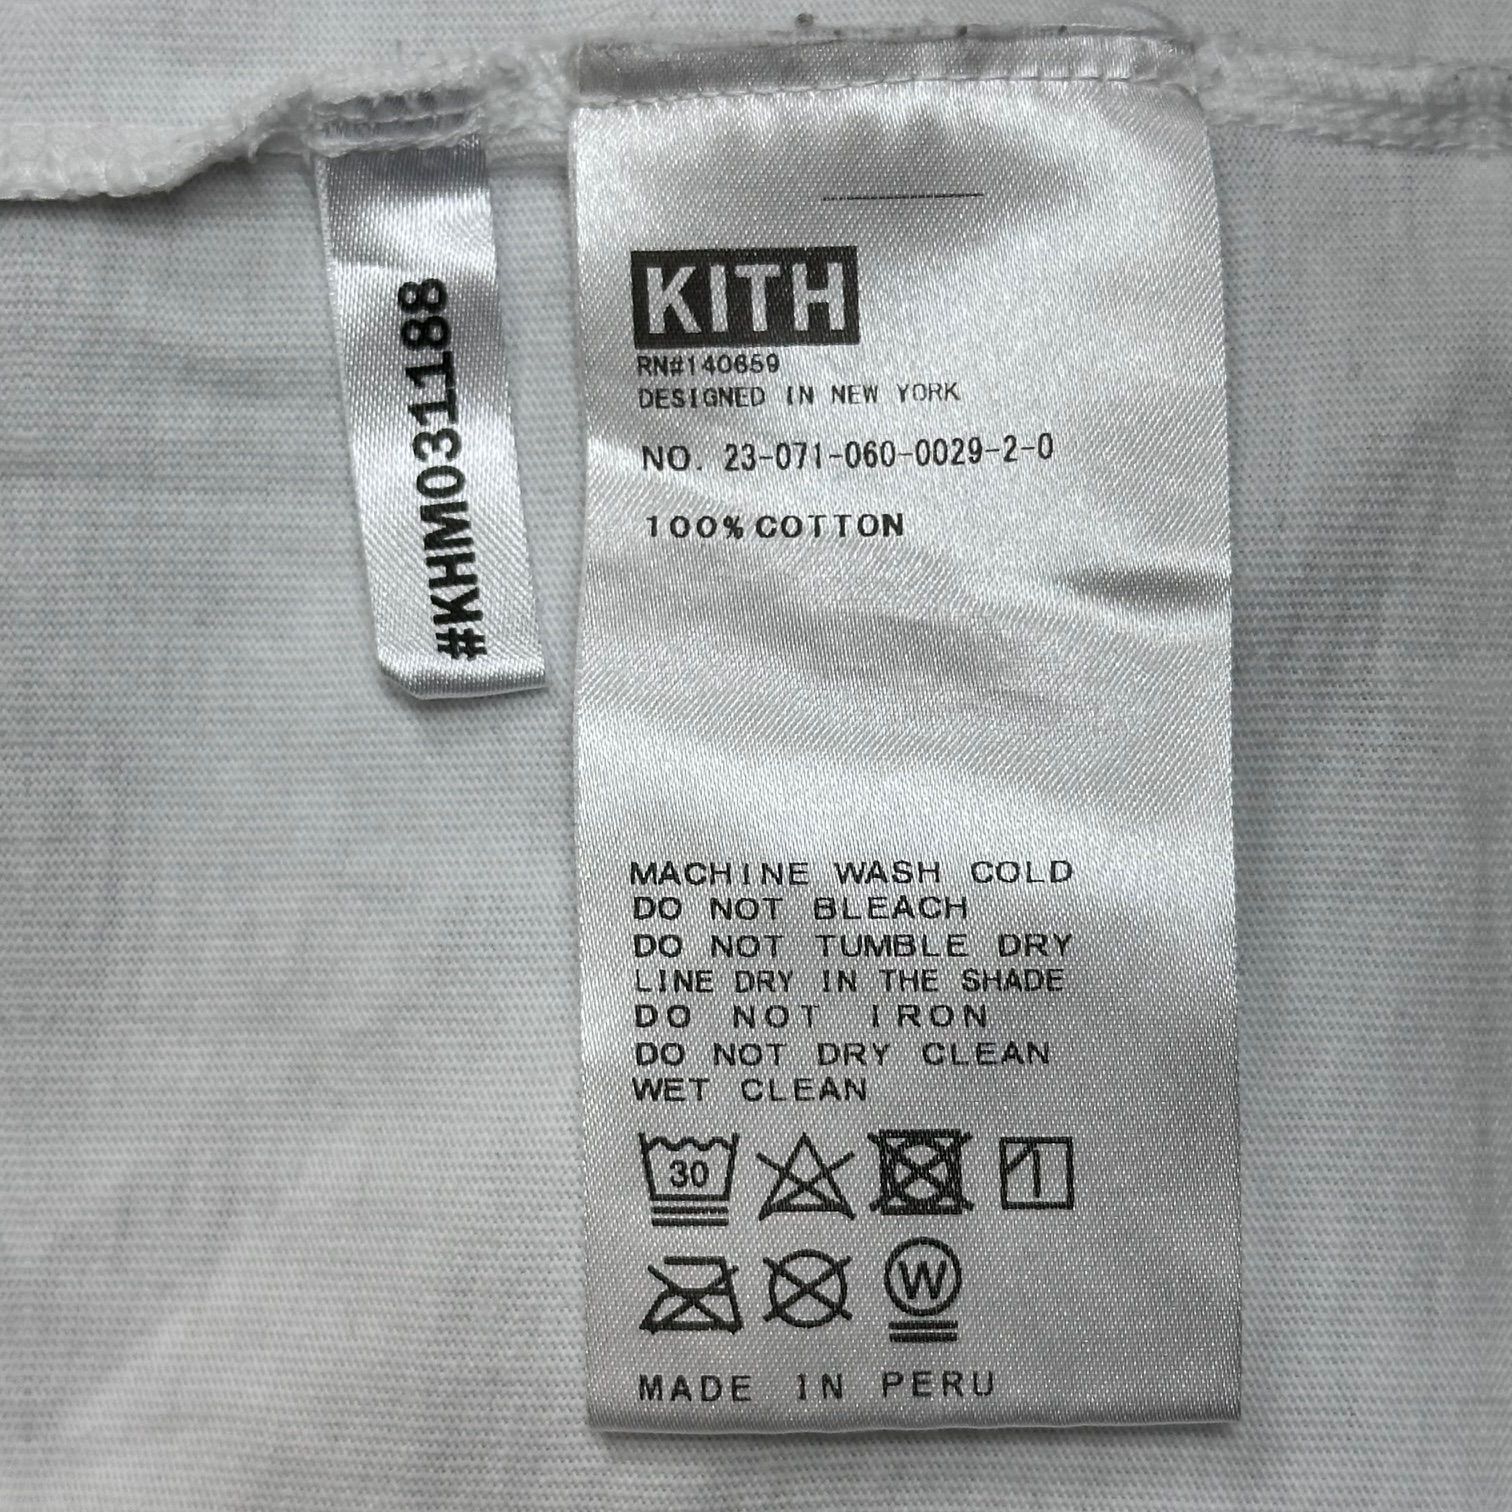 #KHM031188
KITH
RN#140659
DESIGNED IN NEW YORK
NO. 23-071-060-0029-2-0
100% COTTON
MACHINE WASH COLD
DO NOT BLEACH
DO NOT TUMBLE DRY
LINE DRY IN THE SHADE
DO NOT IRON
DO NOT DRY CLEAN
WET CLEAN
30
W
MADE IN PERU